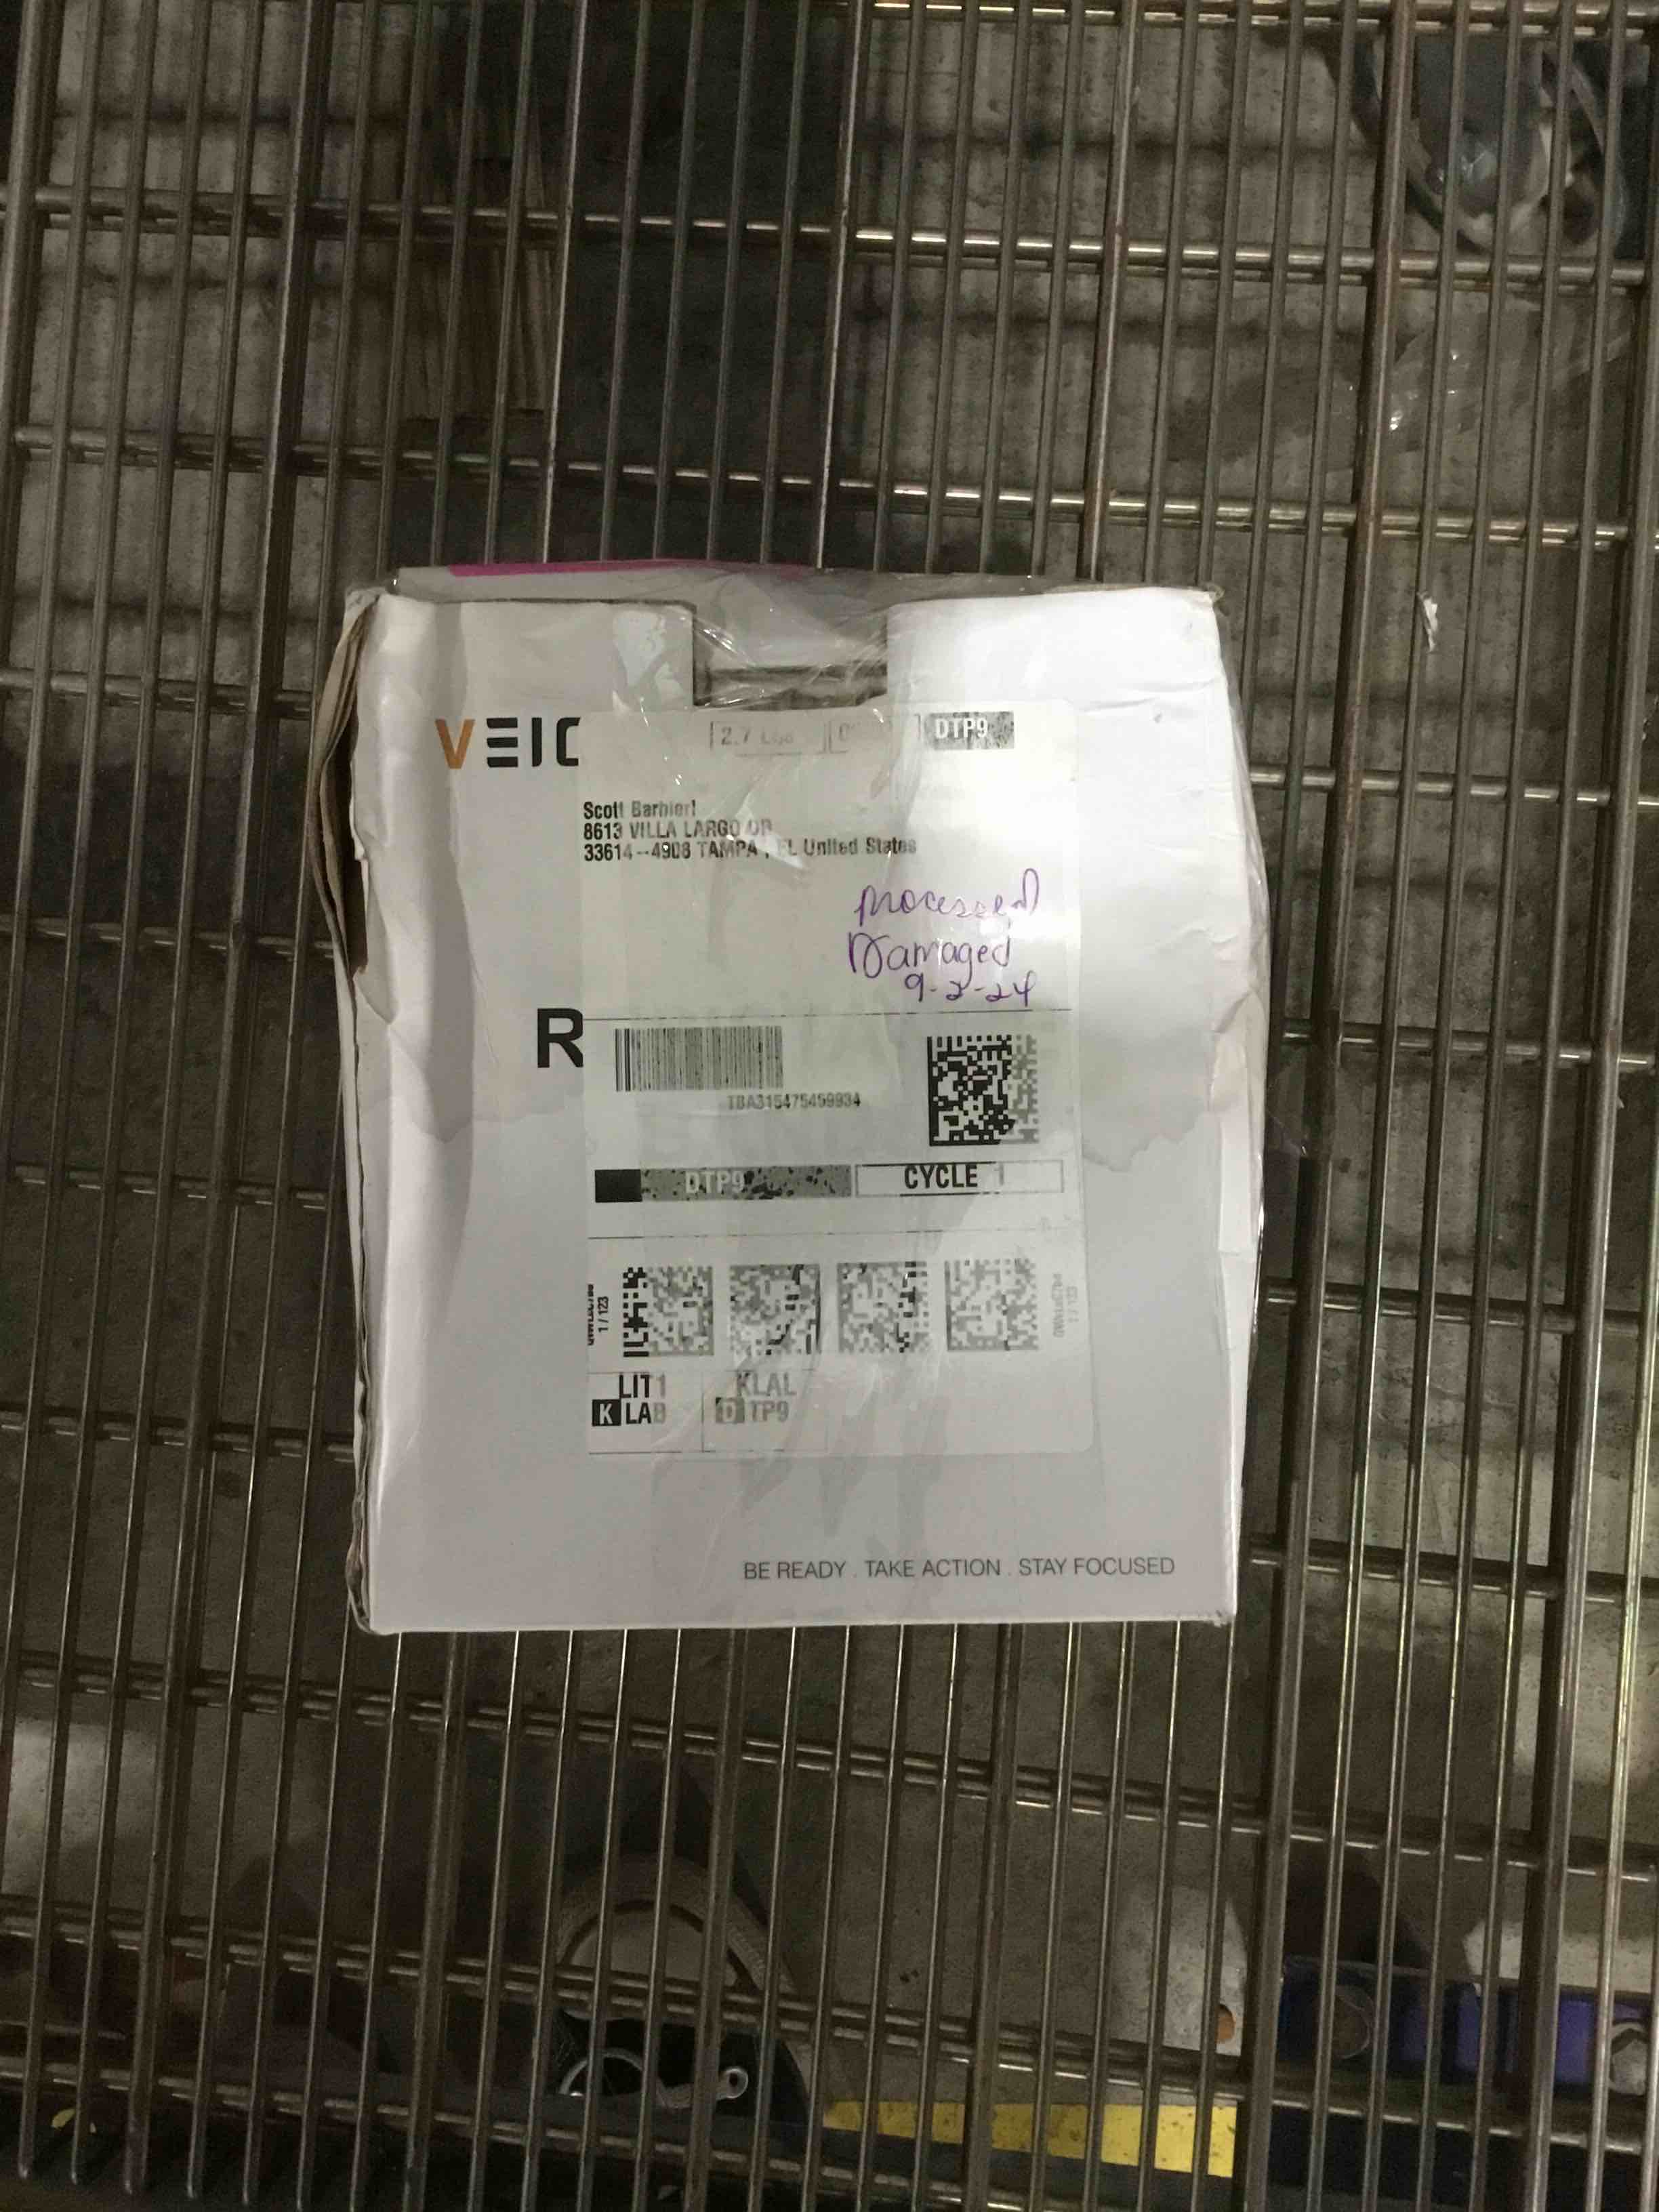 VEIC
2.7 Lbs
DTP9
Scott Barbieri
8613 VILLA LARGO DR
33614--4908 TAMPA , FL United States
Processed
Damaged
9-2-24
R
TBA315475459934
DTP9
CYCLE 1
1 / 123
1 / 123
LIT1
K LAB
KLAL
D TP9
BE READY . TAKE ACTION . STAY FOCUSED